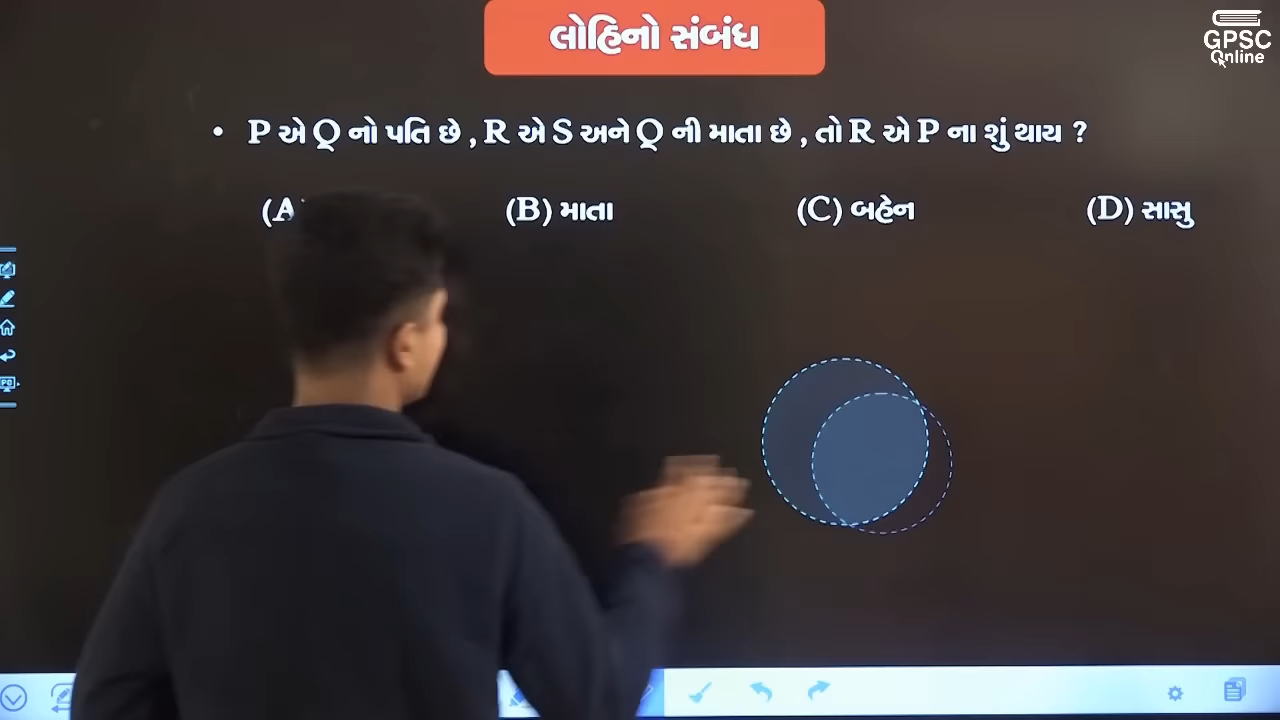 લોહિનો સંબંધ
GPSC
Online
• P એ Q નો પતિ છે , R એ S અને Q ની માતા છે , તો R એ P ના શું થાય ?
(A (B) માતા (C) બહેન (D) સાસુ